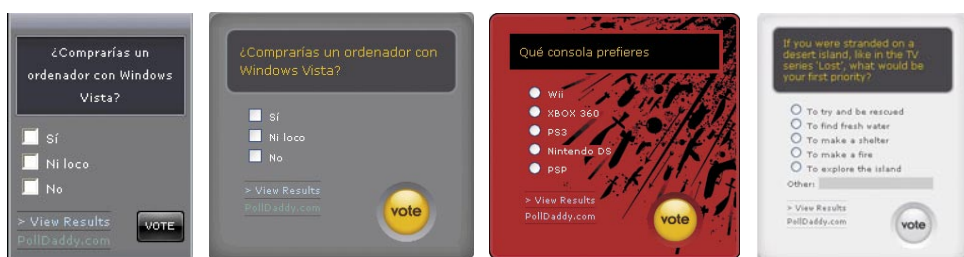 ¿Comprarías un
ordenador con Windows
Vista?
Sí
Ni loco
No
> View Results
PollDaddy.com
VOTE
¿Comprarías un ordenador con
Windows Vista?
Sí
Ni loco
No
> View Results
PollDaddy.com
vote
Qué consola prefieres
Wii
XBOX 360
PS3
Nintendo DS
PSP
> View Results
PollDaddy.com
vote
If you were stranded on a
desert island, like in the TV
series 'Lost', what would be
your first priority?
To try and be rescued
To find fresh water
To make a shelter
To make a fire
To explore the island
Other:
> View Results
PollDaddy.com
vote